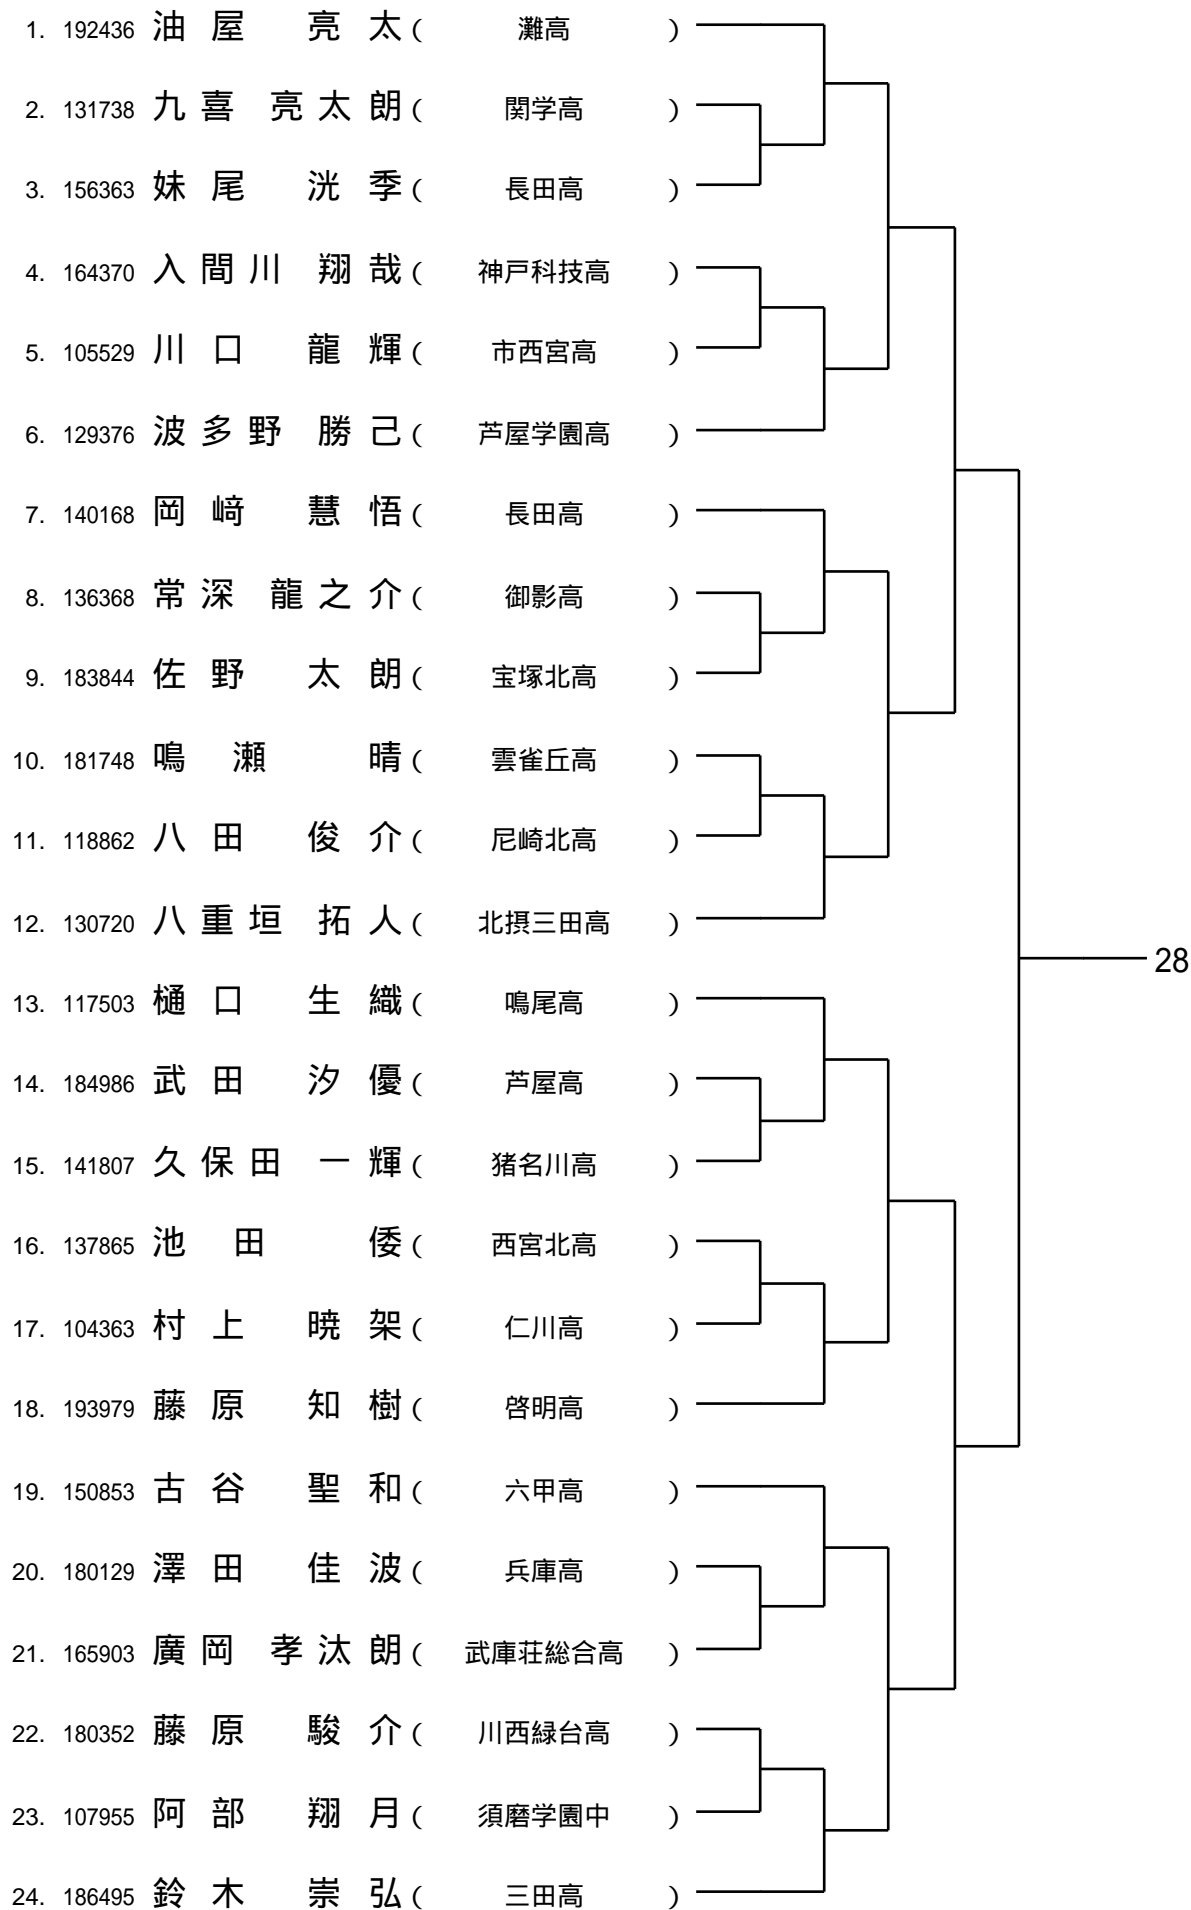 1. 192436 油屋 亮太 ( 灘高 )
2. 131738 九喜 亮太朗 ( 関学高 )
3. 156363 妹尾 洸季 ( 長田高 )
4. 164370 入間川 翔哉 ( 神戸科技高 )
5. 105529 川口 龍輝 ( 市西宮高 )
6. 129376 波多野 勝己 ( 芦屋学園高 )
7. 140168 岡﨑 慧悟 ( 長田高 )
8. 136368 常深 龍之介 ( 御影高 )
9. 183844 佐野 太朗 ( 宝塚北高 )
10. 181748 鳴瀬 晴 ( 雲雀丘高 )
11. 118862 八田 俊介 ( 尼崎北高 )
12. 130720 八重垣 拓人 ( 北摂三田高 )
28
13. 117503 樋口 生織 ( 鳴尾高 )
14. 184986 武田 汐優 ( 芦屋高 )
15. 141807 久保田 一輝 ( 猪名川高 )
16. 137865 池田 倭 ( 西宮北高 )
17. 104363 村上 暁架 ( 仁川高 )
18. 193979 藤原 知樹 ( 啓明高 )
19. 150853 古谷 聖和 ( 六甲高 )
20. 180129 澤田 佳波 ( 兵庫高 )
21. 165903 廣岡 孝汰朗 ( 武庫荘総合高 )
22. 180352 藤原 駿介 ( 川西緑台高 )
23. 107955 阿部 翔月 ( 須磨学園中 )
24. 186495 鈴木 崇弘 ( 三田高 )